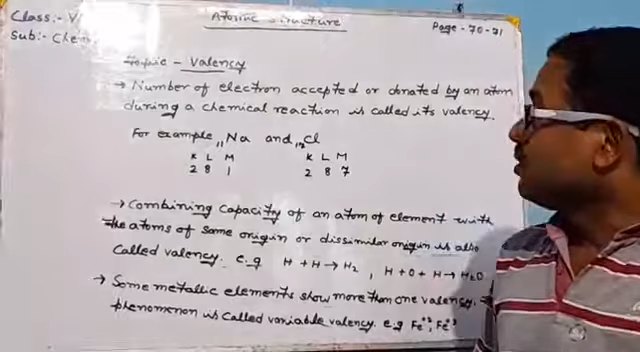 Class:- V
Atomic Structure
Page - 70-71
Sub:- Chem
Topic - Valency
→ Number of electron accepted or donated by an atom
during a chemical reaction is called its valency.
For example ₁₁Na and ₁₇Cl
K L M K L M
2 8 1 2 8 7
→ Combining capacity of an atom of element with
the atoms of same origin or dissimilar origin is also
called valency. e.g H + H → H₂ , H + O + H → H₂O
→ Some metallic elements show more than one valency.
phenomenon is called variable valency. e.g Fe⁺², Fe⁺³